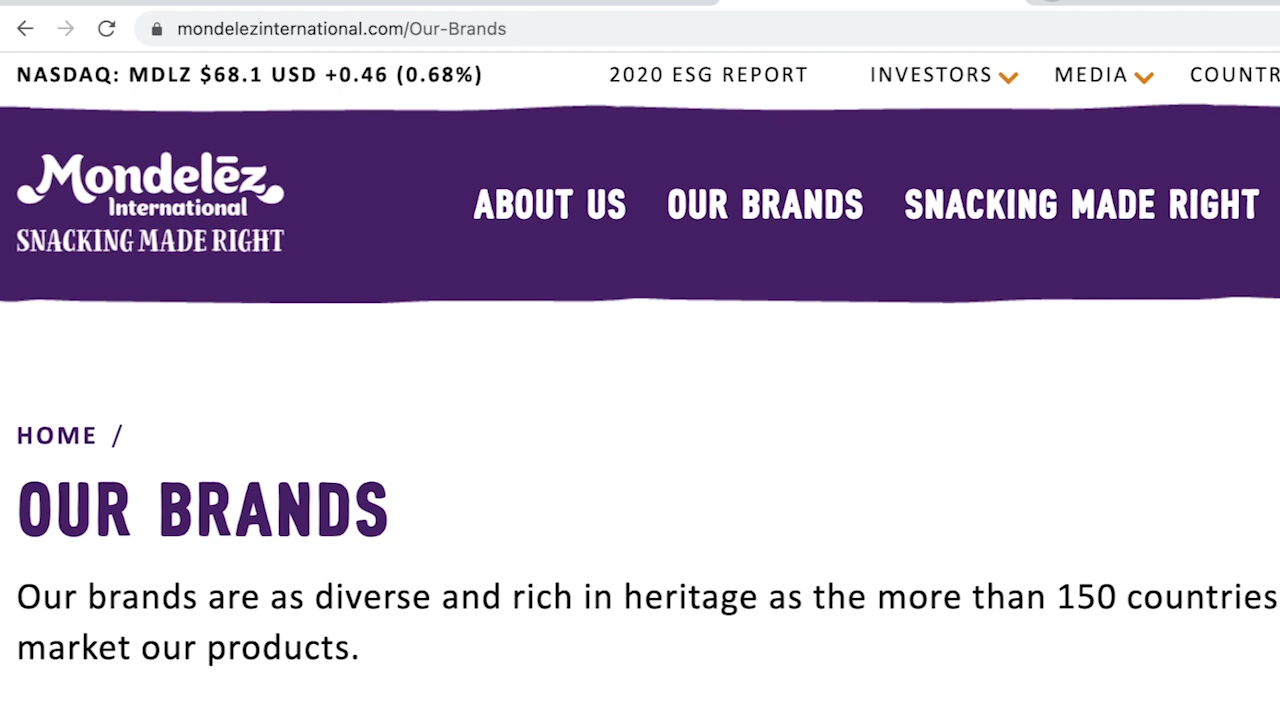 mondelezinternational.com/Our-Brands
NASDAQ: MDLZ $68.1 USD +0.46 (0.68%)
2020 ESG REPORT
INVESTORS
MEDIA
COUNTR
Mondelēz
International
SNACKING MADE RIGHT
ABOUT US
OUR BRANDS
SNACKING MADE RIGHT
HOME /
OUR BRANDS
Our brands are as diverse and rich in heritage as the more than 150 countries
market our products.